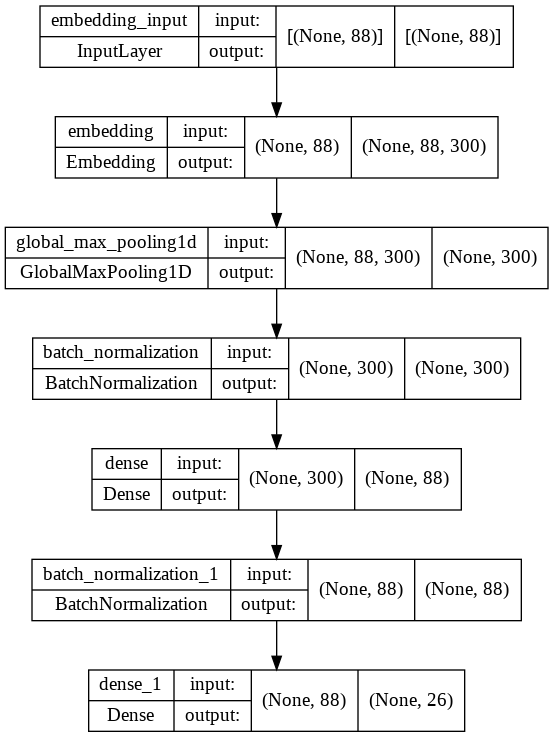 embedding_input input: [(None, 88)] [(None, 88)]
InputLayer output:
embedding input: (None, 88) (None, 88, 300)
Embedding output:
global_max_pooling1d input: (None, 88, 300) (None, 300)
GlobalMaxPooling1D output:
batch_normalization input: (None, 300) (None, 300)
BatchNormalization output:
dense input: (None, 300) (None, 88)
Dense output:
batch_normalization_1 input: (None, 88) (None, 88)
BatchNormalization output:
dense_1 input: (None, 88) (None, 26)
Dense output: